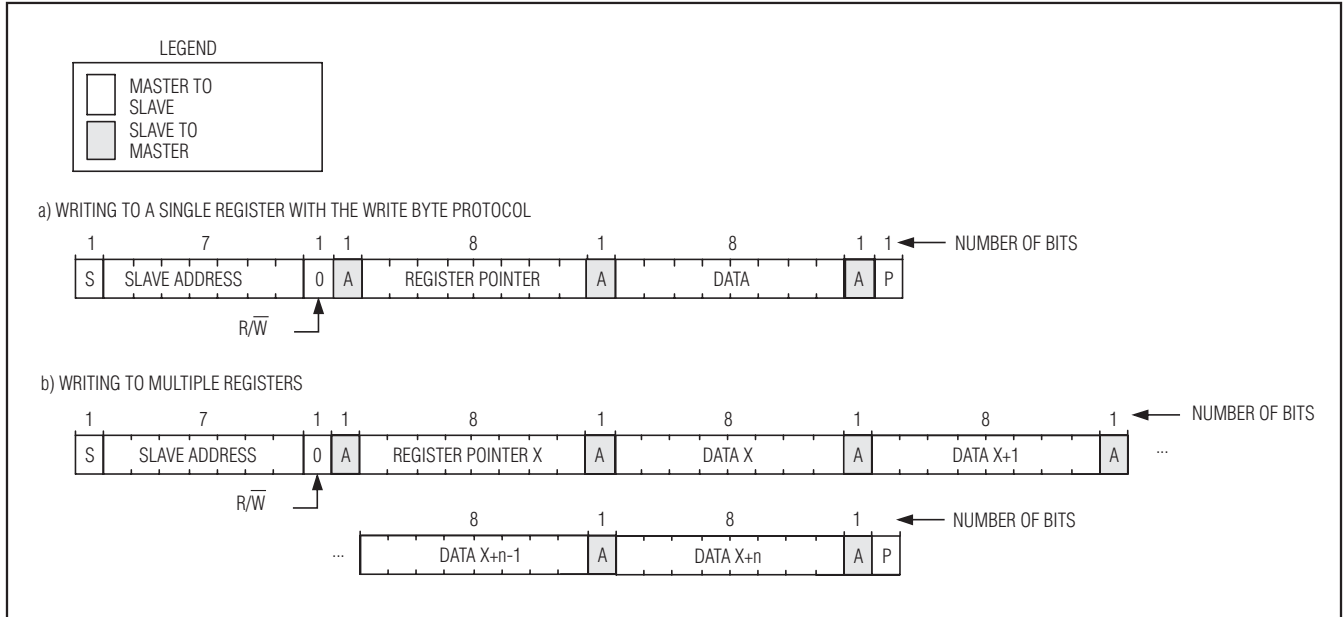 LEGEND
MASTER TO
SLAVE
SLAVE TO
MASTER
a) WRITING TO A SINGLE REGISTER WITH THE WRITE BYTE PROTOCOL
1 7 1 1 8 1 8 1 1 NUMBER OF BITS
S SLAVE ADDRESS 0 A REGISTER POINTER A DATA A P
R/W̅
b) WRITING TO MULTIPLE REGISTERS
1 7 1 1 8 1 8 1 8 1 NUMBER OF BITS
S SLAVE ADDRESS 0 A REGISTER POINTER X A DATA X A DATA X+1 A ...
R/W̅
8 1 8 1 NUMBER OF BITS
... DATA X+n-1 A DATA X+n A P